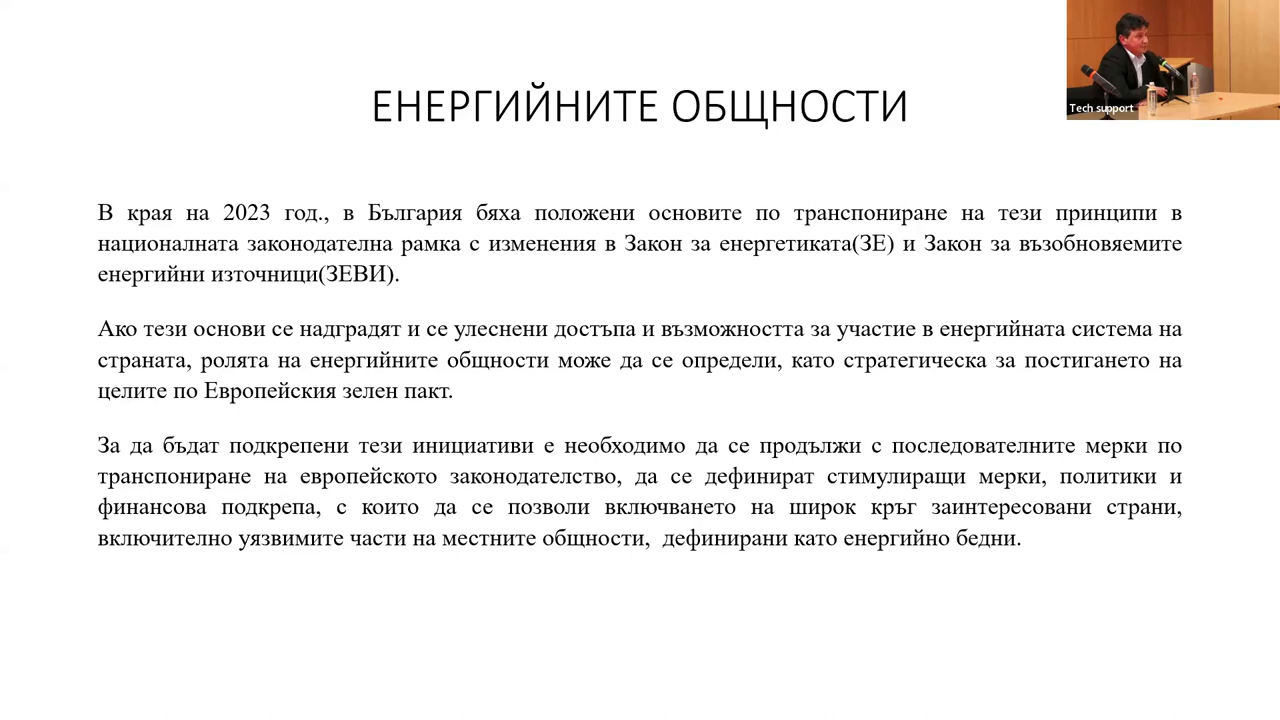 ЕНЕРГИЙНИТЕ ОБЩНОСТИ
Tech support
В края на 2023 год., в България бяха положени основите по транспониране на тези принципи в
националната законодателна рамка с изменения в Закон за енергетиката(ЗЕ) и Закон за възобновяемите
енергийни източници(ЗЕВИ).
Ако тези основи се надградят и се улеснени достъпа и възможността за участие в енергийната система на
страната, ролята на енергийните общности може да се определи, като стратегическа за постигането на
целите по Европейския зелен пакт.
За да бъдат подкрепени тези инициативи е необходимо да се продължи с последователните мерки по
транспониране на европейското законодателство, да се дефинират стимулиращи мерки, политики и
финансова подкрепа, с които да се позволи включването на широк кръг заинтересовани страни,
включително уязвимите части на местните общности, дефинирани като енергийно бедни.